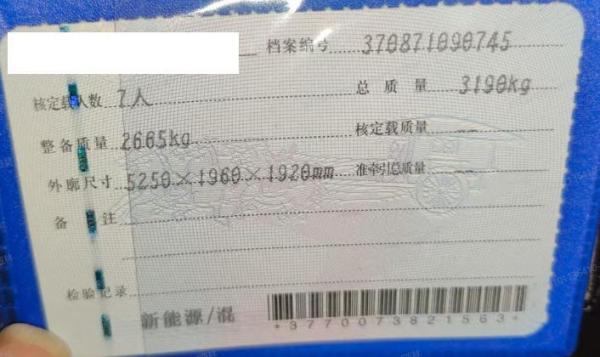 档案编号 370871090745
核定载人数 7人 总质量 3190kg
整备质量 2665kg 核定载质量 --
外廓尺寸 5250×1960×1920mm 准牵引总质量 --
备注
检验记录
新能源/混
*3770073821563*